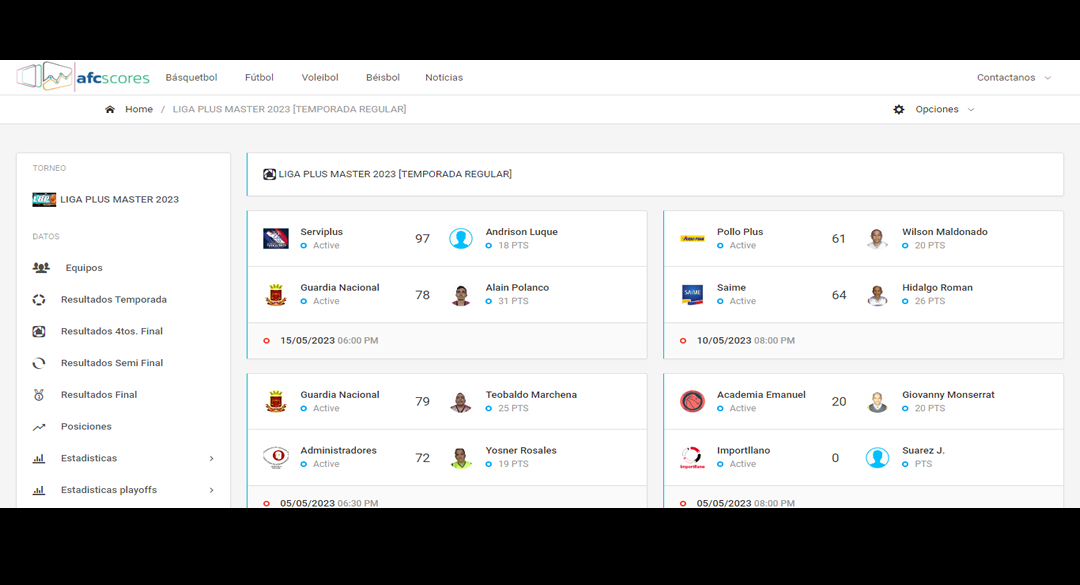 afcscores Básquetbol Fútbol Voleibol Béisbol Noticias Contactanos
Home / LIGA PLUS MASTER 2023 [TEMPORADA REGULAR] Opciones
TORNEO
LIGA PLUS MASTER 2023
DATOS
Equipos
Resultados Temporada
Resultados 4tos. Final
Resultados Semi Final
Resultados Final
Posiciones
Estadisticas
Estadisticas playoffs
LIGA PLUS MASTER 2023 [TEMPORADA REGULAR]
Serviplus 97 Andrison Luque
Active 18 PTS
Guardia Nacional 78 Alain Polanco
Active 31 PTS
15/05/2023 06:00 PM
Pollo Plus 61 Wilson Maldonado
Active 20 PTS
SAIME
Saime 64 Hidalgo Roman
Active 26 PTS
10/05/2023 08:00 PM
Guardia Nacional 79 Teobaldo Marchena
Active 25 PTS
Administradores 72 Yosner Rosales
Active 19 PTS
05/05/2023 06:30 PM
Academia Emanuel 20 Giovanny Monserrat
Active 20 PTS
Importllano 0 Suarez J.
Active PTS
importllano
05/05/2023 08:00 PM